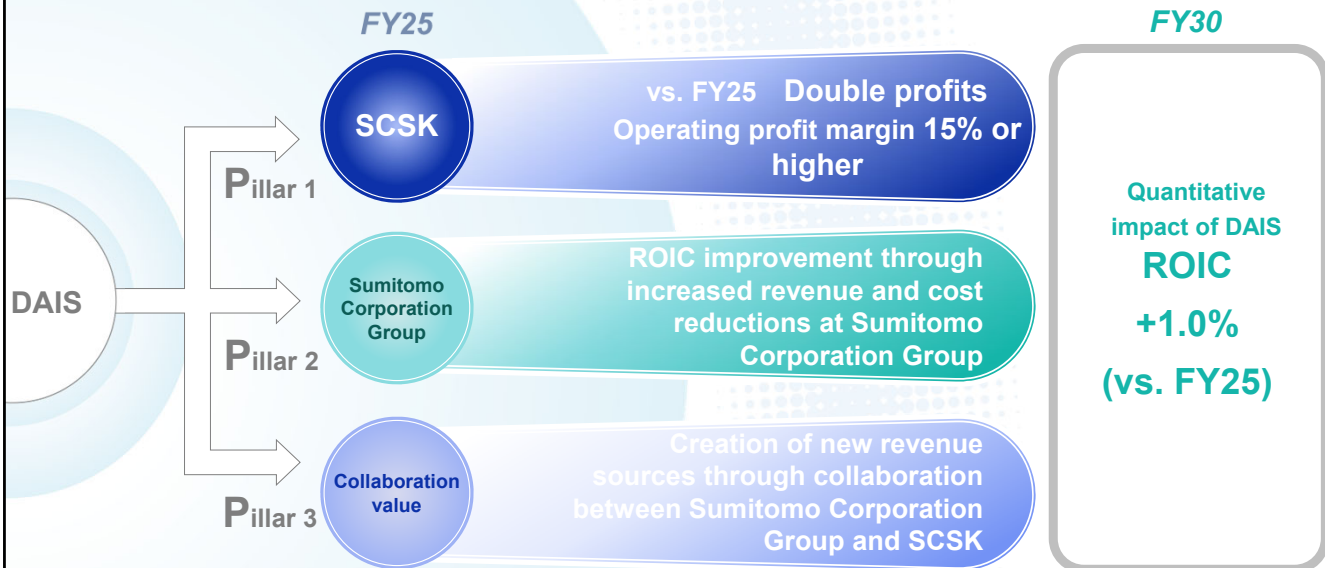 FY25
FY30
DAIS
Pillar 1
SCSK
vs. FY25 Double profits
Operating profit margin 15% or
higher
Pillar 2
Sumitomo
Corporation
Group
ROIC improvement through
increased revenue and cost
reductions at Sumitomo
Corporation Group
Pillar 3
Collaboration
value
Creation of new revenue
sources through collaboration
between Sumitomo Corporation
Group and SCSK
Quantitative
impact of DAIS
ROIC
+1.0%
(vs. FY25)